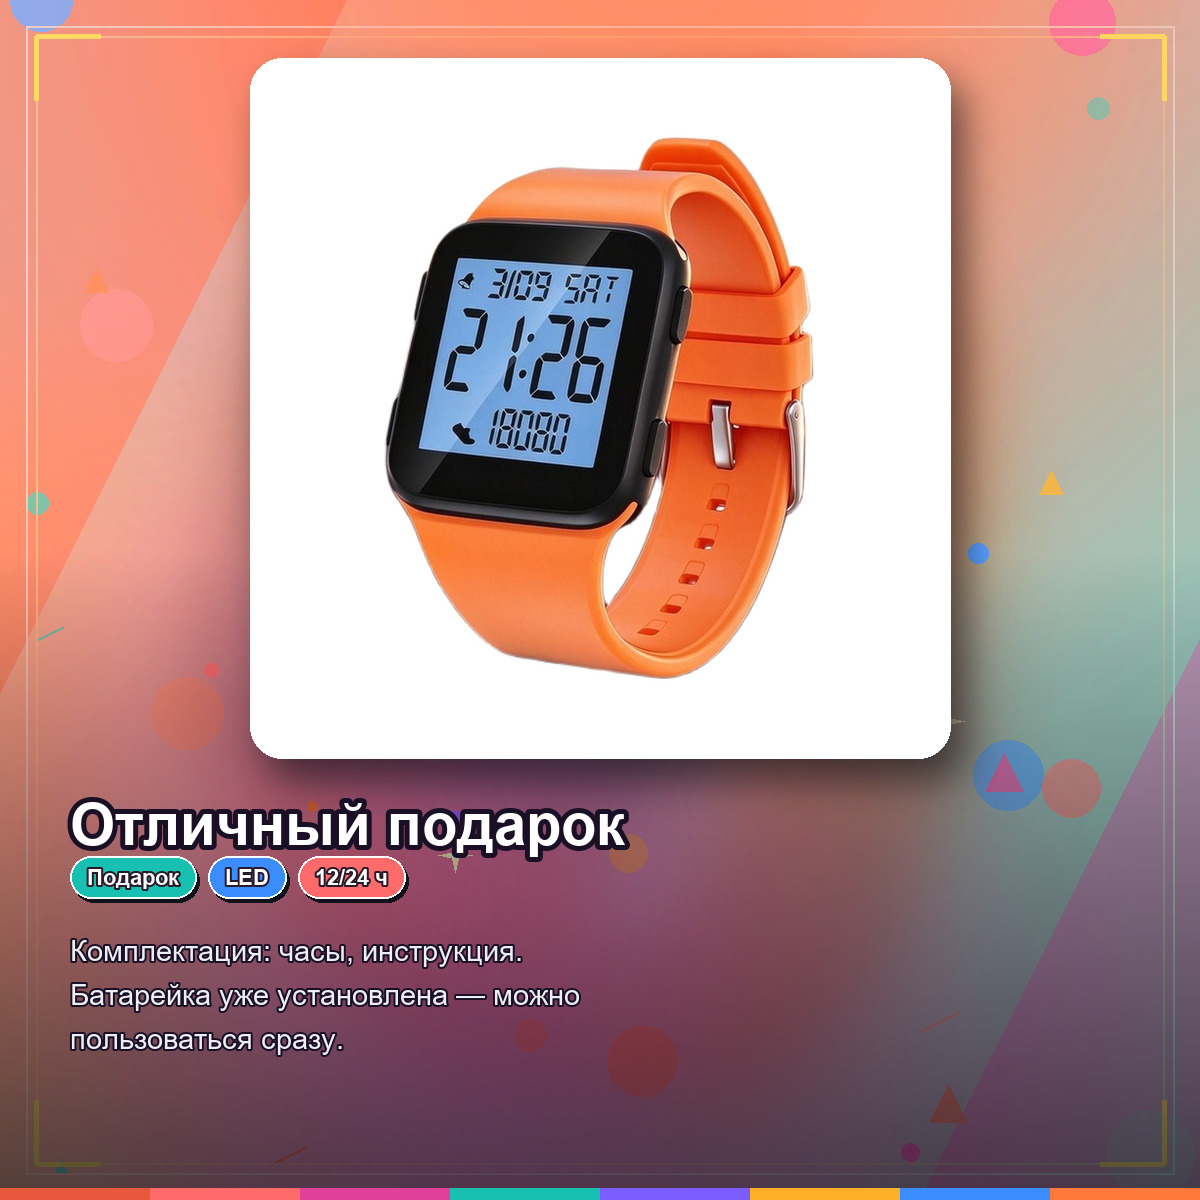 3/09 SAT
21:26
18080
Отличный подарок
Подарок LED 12/24 ч
Комплектация: часы, инструкция.
Батарейка уже установлена — можно
пользоваться сразу.